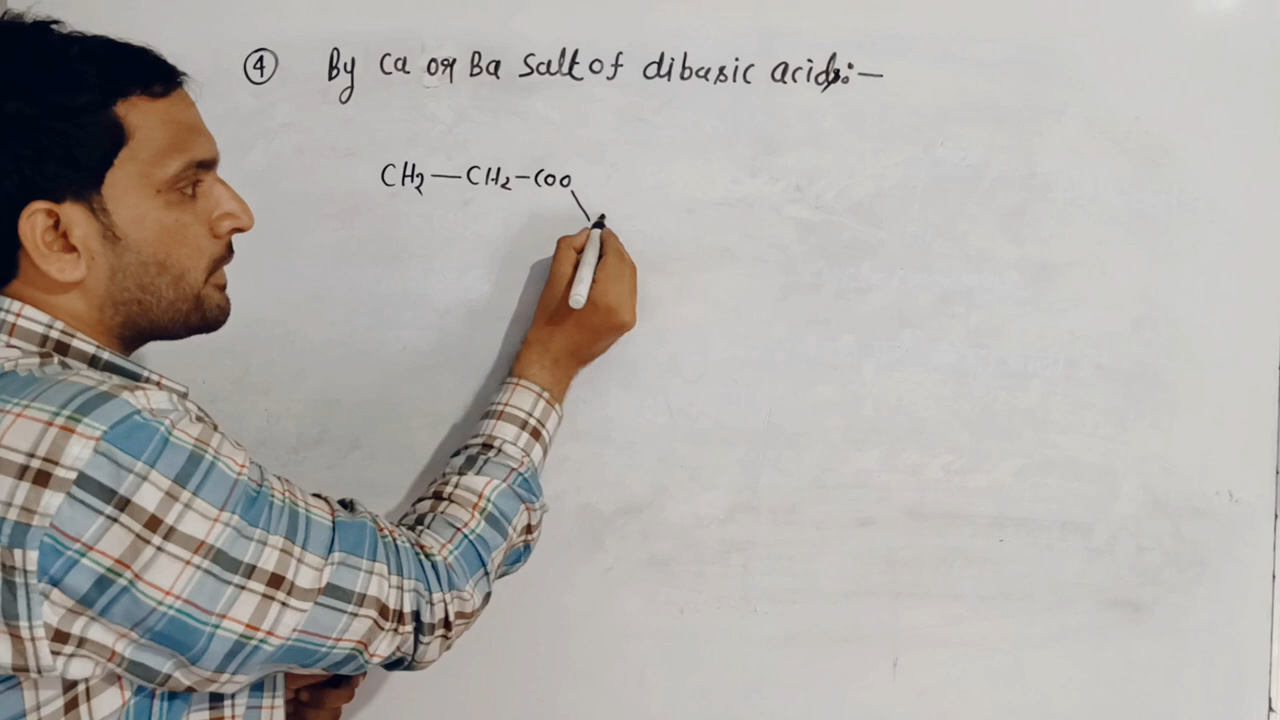 ④ By Ca or Ba Salt of dibasic acids:—
CH₂—CH₂-COO